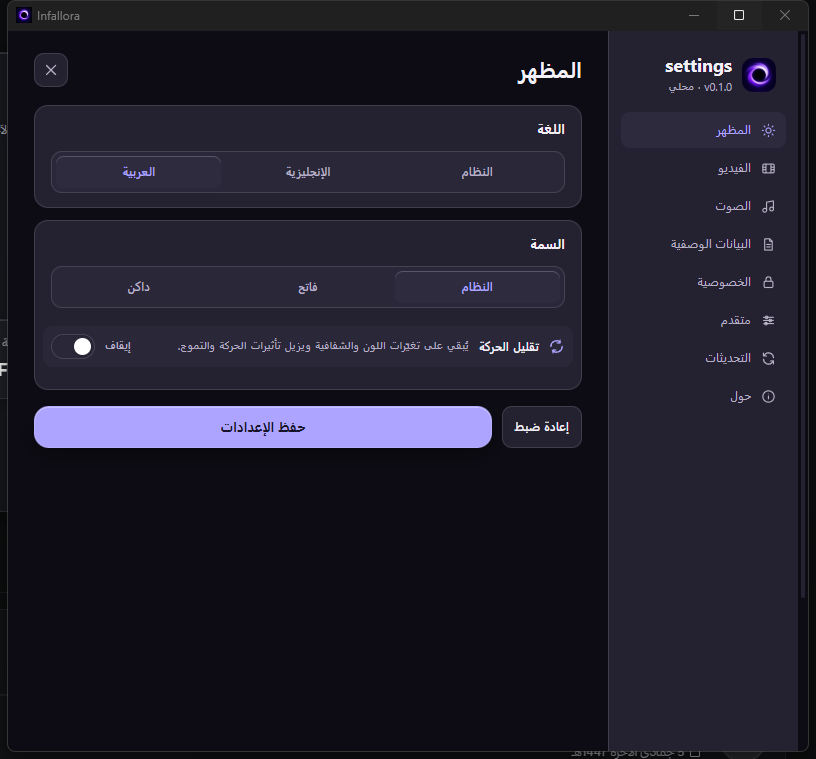 Infallora
settings
v0.1.0 · محلي
المظهر
الفيديو
الصوت
البيانات الوصفية
الخصوصية
متقدم
التحديثات
حول
المظهر
اللغة
النظام
الإنجليزية
العربية
السمة
النظام
فاتح
داكن
تقليل الحركة
يُبقي على تغيّرات اللون والشفافية ويزيل تأثيرات الحركة والتموج.
إيقاف
إعادة ضبط
حفظ الإعدادات